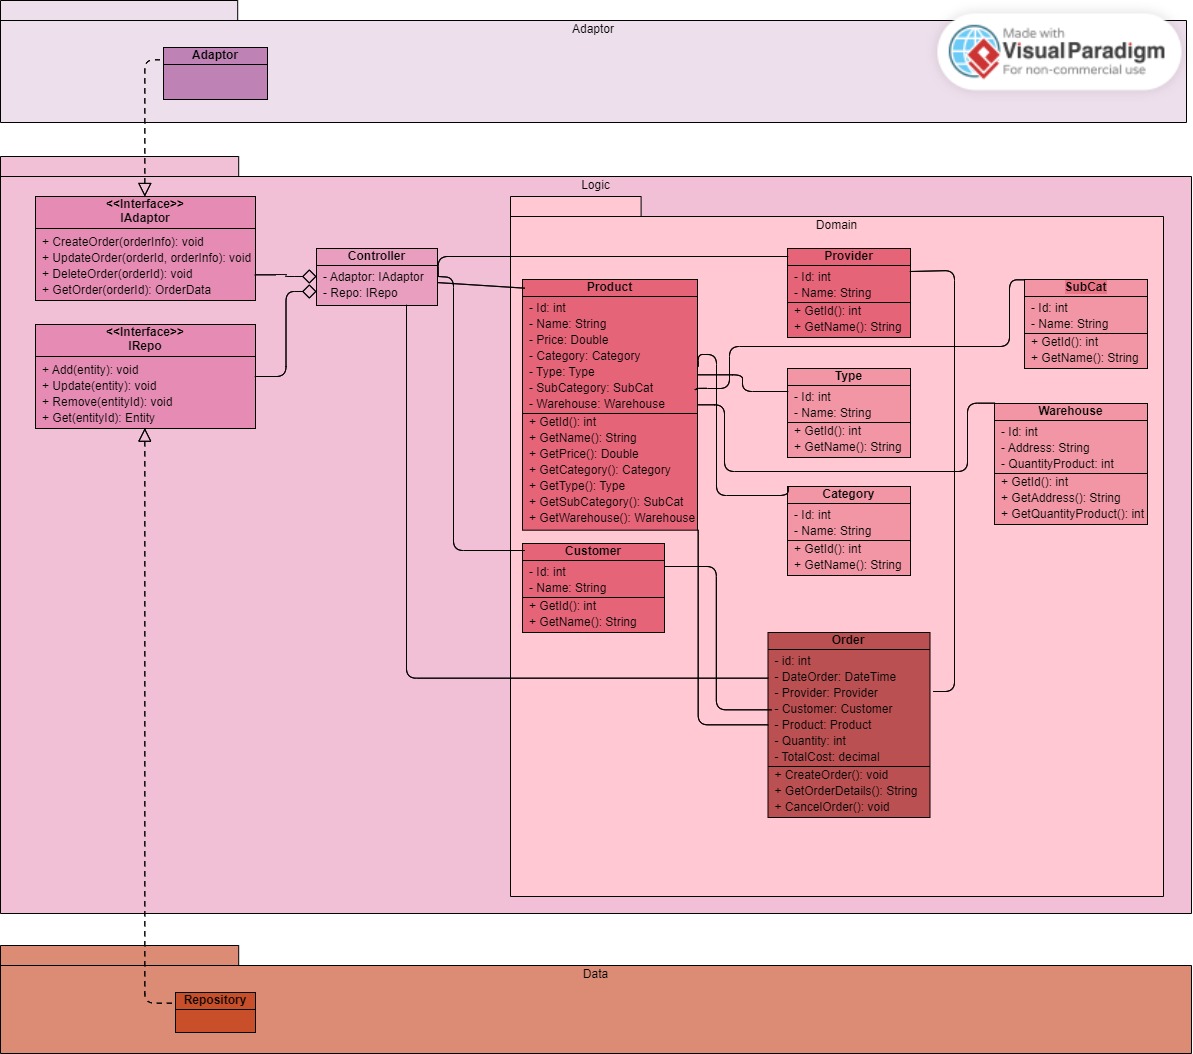 Adaptor
Made with
Visual Paradigm
For non-commercial use
Adaptor
Logic
<<Interface>>
IAdaptor
+ CreateOrder(orderInfo): void
+ UpdateOrder(orderId, orderInfo): void
+ DeleteOrder(orderId): void
+ GetOrder(orderId): OrderData
<<Interface>>
IRepo
+ Add(entity): void
+ Update(entity): void
+ Remove(entityId): void
+ Get(entityId): Entity
Controller
- Adaptor: IAdaptor
- Repo: IRepo
Domain
Product
- Id: int
- Name: String
- Price: Double
- Category: Category
- Type: Type
- SubCategory: SubCat
- Warehouse: Warehouse
+ GetId(): int
+ GetName(): String
+ GetPrice(): Double
+ GetCategory(): Category
+ GetType(): Type
+ GetSubCategory(): SubCat
+ GetWarehouse(): Warehouse
Customer
- Id: int
- Name: String
+ GetId(): int
+ GetName(): String
Provider
- Id: int
- Name: String
+ GetId(): int
+ GetName(): String
Type
- Id: int
- Name: String
+ GetId(): int
+ GetName(): String
Category
- Id: int
- Name: String
+ GetId(): int
+ GetName(): String
SubCat
- Id: int
- Name: String
+ GetId(): int
+ GetName(): String
Warehouse
- Id: int
- Address: String
- QuantityProduct: int
+ GetId(): int
+ GetAddress(): String
+ GetQuantityProduct(): int
Order
- id: int
- DateOrder: DateTime
- Provider: Provider
- Customer: Customer
- Product: Product
- Quantity: int
- TotalCost: decimal
+ CreateOrder(): void
+ GetOrderDetails(): String
+ CancelOrder(): void
Data
Repository